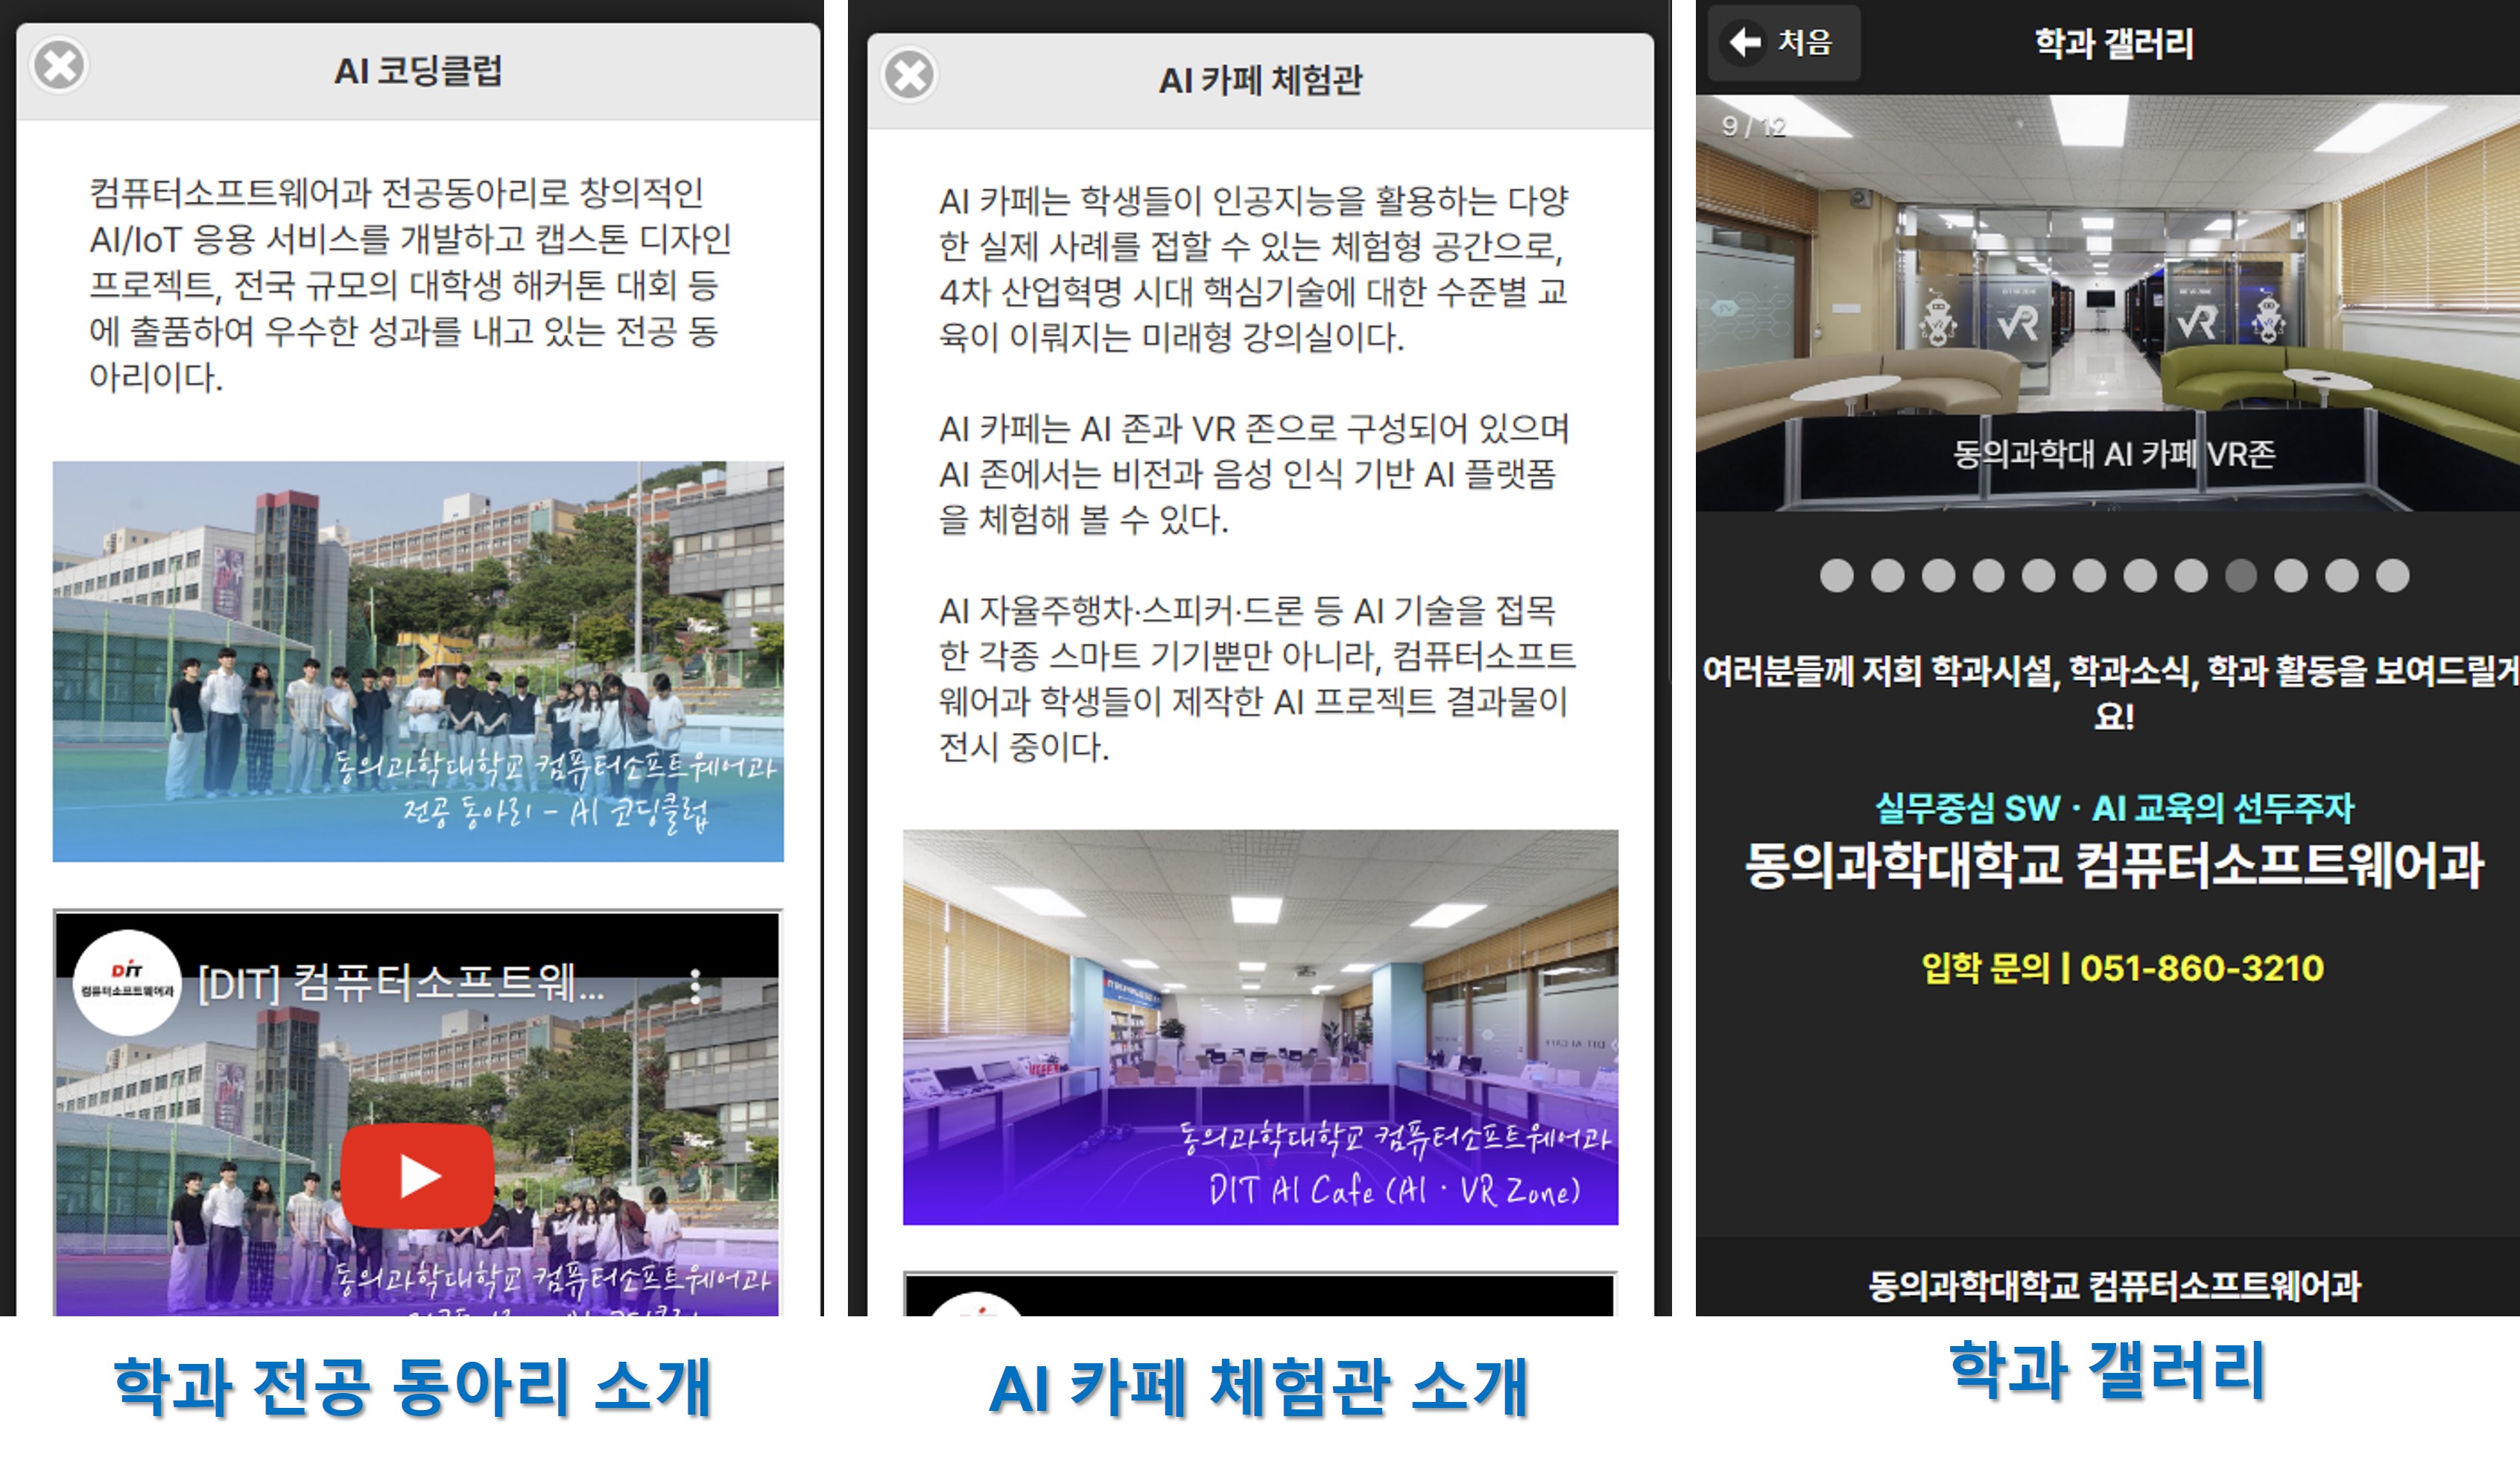 AI 코딩클럽
컴퓨터소프트웨어과 전공동아리로 창의적인
AI/IoT 응용 서비스를 개발하고 캡스톤 디자인
프로젝트, 전국 규모의 대학생 해커톤 대회 등
에 출품하여 우수한 성과를 내고 있는 전공 동
아리이다.
동의과학대학교 컴퓨터소프트웨어과
전공 동아리 - AI 코딩클럽
DIT
컴퓨터소프트웨어과
[DIT] 컴퓨터소프트웨...
동의과학대학교 컴퓨터소프트웨어과
학과 전공 동아리 소개
AI 카페 체험관
AI 카페는 학생들이 인공지능을 활용하는 다양
한 실제 사례를 접할 수 있는 체험형 공간으로,
4차 산업혁명 시대 핵심기술에 대한 수준별 교
육이 이뤄지는 미래형 강의실이다.
AI 카페는 AI 존과 VR 존으로 구성되어 있으며
AI 존에서는 비전과 음성 인식 기반 AI 플랫폼
을 체험해 볼 수 있다.
AI 자율주행차·스피커·드론 등 AI 기술을 접목
한 각종 스마트 기기뿐만 아니라, 컴퓨터소프트
웨어과 학생들이 제작한 AI 프로젝트 결과물이
전시 중이다.
동의과학대학교 컴퓨터소프트웨어과
DIT AI Cafe (AI · VR Zone)
AI 카페 체험관 소개
처음
학과 갤러리
9 / 12
VR
VR
동의과학대 AI 카페 VR존
여러분들께 저희 학과시설, 학과소식, 학과 활동을 보여드릴게
요!
실무중심 SW · AI 교육의 선두주자
동의과학대학교 컴퓨터소프트웨어과
입학 문의 | 051-860-3210
동의과학대학교 컴퓨터소프트웨어과
학과 갤러리